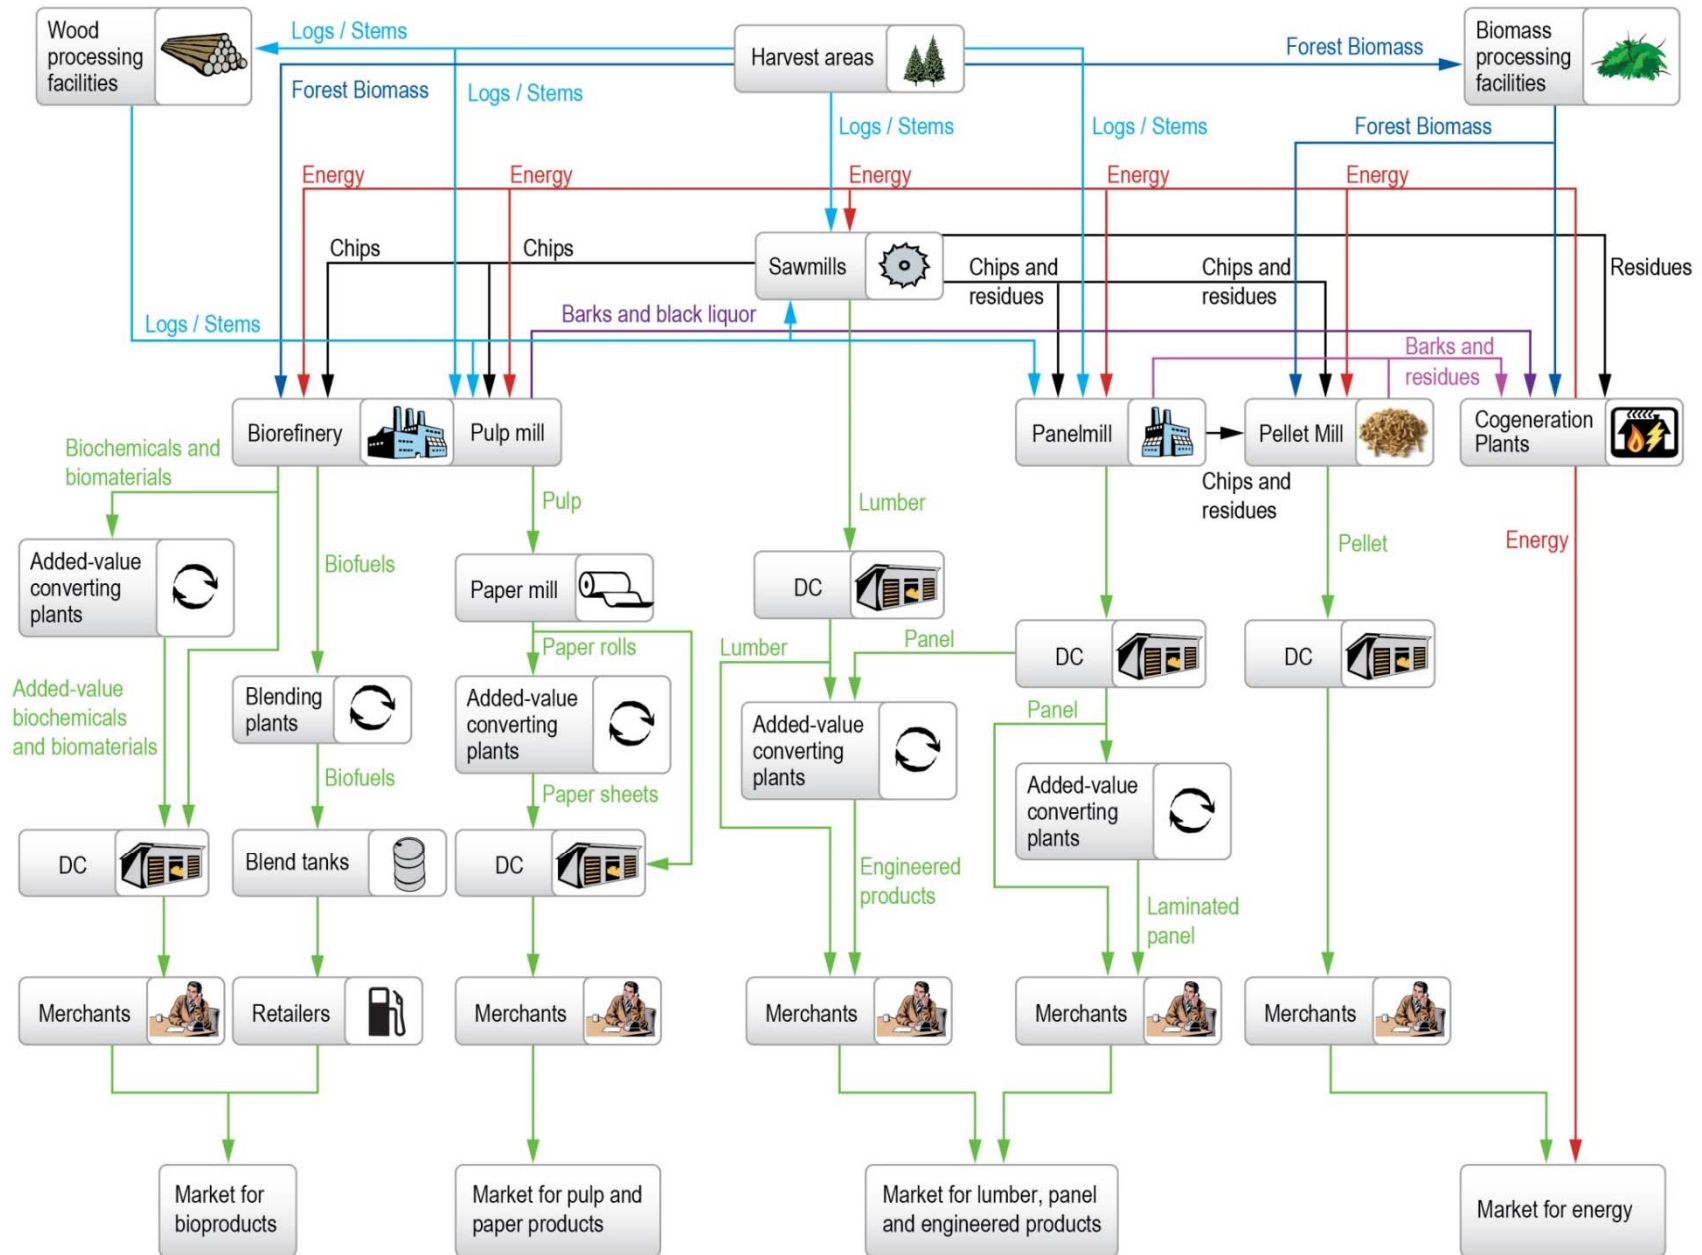 Wood
processing
facilities
Logs / Stems
Harvest areas
Forest Biomass
Biomass
processing
facilities
Forest Biomass
Logs / Stems
Logs / Stems
Logs / Stems
Forest Biomass
Energy
Energy
Energy
Energy
Energy
Chips
Chips
Sawmills
Chips and
residues
Chips and
residues
Residues
Logs / Stems
Barks and black liquor
Barks and
residues
Biorefinery
Pulp mill
Panelmill
Pellet Mill
Cogeneration
Plants
Biochemicals and
biomaterials
Pulp
Lumber
Chips and
residues
Added-value
converting
plants
Biofuels
Paper mill
DC
Pellet
Energy
Paper rolls
Lumber
Panel
DC
DC
Added-value
biochemicals
and biomaterials
Blending
plants
Added-value
converting
plants
Added-value
converting
plants
Panel
Biofuels
Paper sheets
Added-value
converting
plants
DC
Blend tanks
DC
Engineered
products
Laminated
panel
Merchants
Retailers
Merchants
Merchants
Merchants
Merchants
Market for
bioproducts
Market for pulp and
paper products
Market for lumber, panel
and engineered products
Market for energy